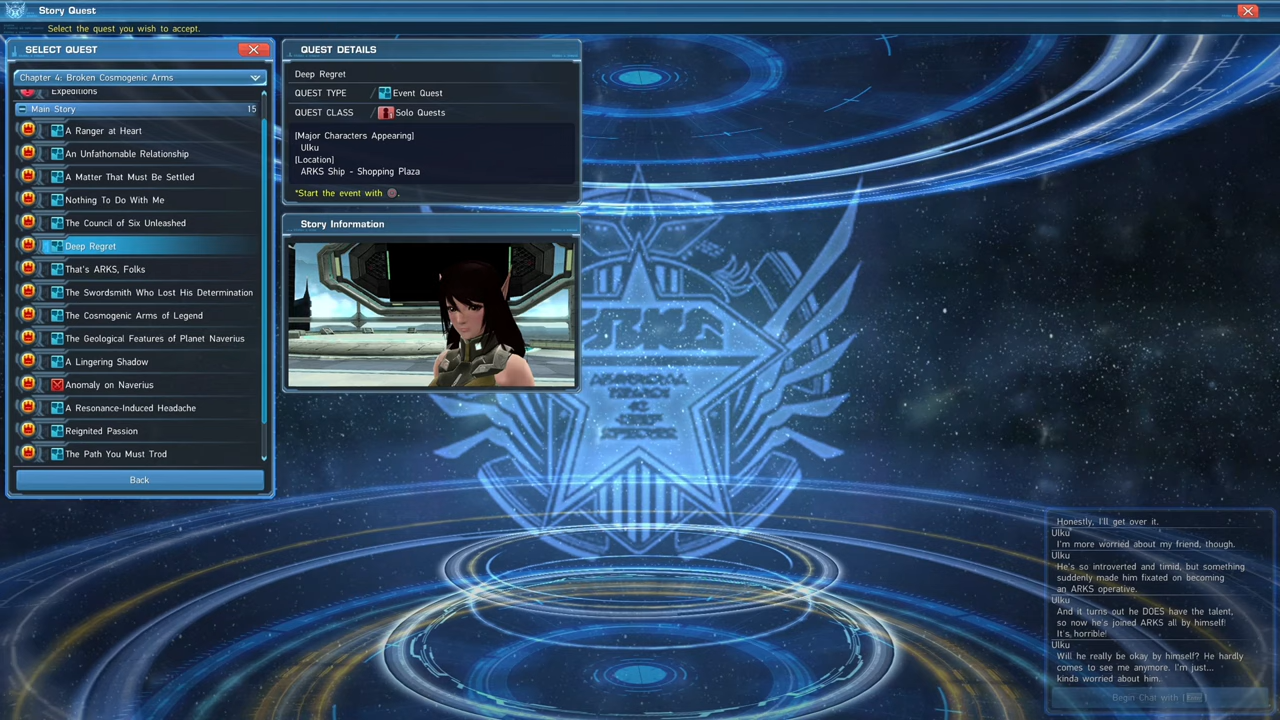 Story Quest
Select the quest you wish to accept.
SELECT QUEST
Chapter 4: Broken Cosmogenic Arms
Expeditions
Main Story 15
A Ranger at Heart
An Unfathomable Relationship
A Matter That Must Be Settled
Nothing To Do With Me
The Council of Six Unleashed
Deep Regret
That's ARKS, Folks
The Swordsmith Who Lost His Determination
The Cosmogenic Arms of Legend
The Geological Features of Planet Naverius
A Lingering Shadow
Anomaly on Naverius
A Resonance-Induced Headache
Reignited Passion
The Path You Must Trod
Back
QUEST DETAILS
Deep Regret
QUEST TYPE / Event Quest
QUEST CLASS / Solo Quests
[Major Characters Appearing]
Ulku
[Location]
ARKS Ship - Shopping Plaza
*Start the event with .
Story Information
Honestly, I'll get over it.
Ulku
I'm more worried about my friend, though.
Ulku
He's so introverted and timid, but something
suddenly made him fixated on becoming
an ARKS operative.
Ulku
And it turns out he DOES have the talent,
so now he's joined ARKS all by himself!
It's horrible!
Ulku
Will he really be okay by himself? He hardly
comes to see me anymore. I'm just...
kinda worried about him.
Begin Chat with [Enter]